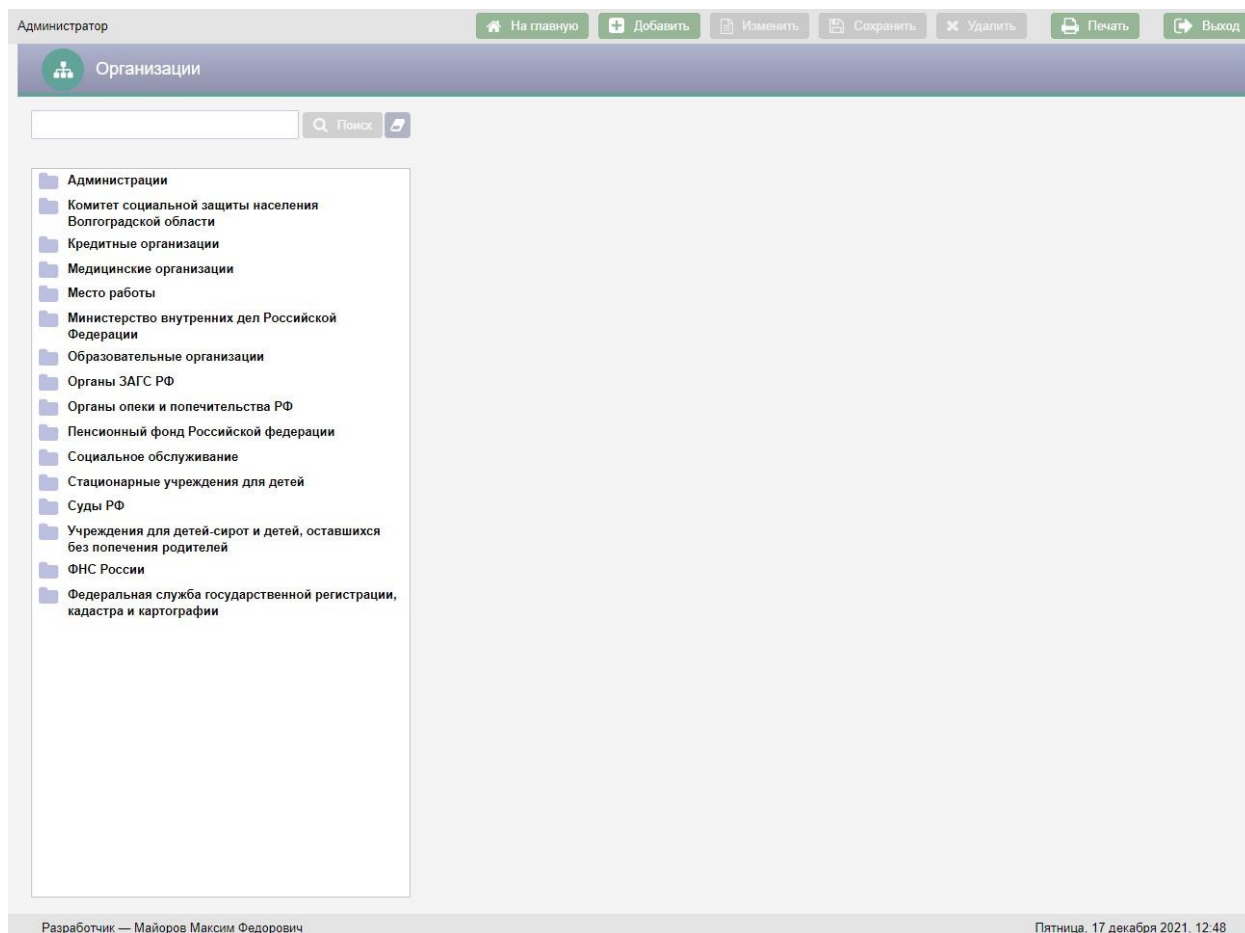 Администратор
На главную
Добавить
Изменить
Сохранить
Удалить
Печать
Выход
Организации
Поиск
Администрации
Комитет социальной защиты населения
Волгоградской области
Кредитные организации
Медицинские организации
Место работы
Министерство внутренних дел Российской
Федерации
Образовательные организации
Органы ЗАГС РФ
Органы опеки и попечительства РФ
Пенсионный фонд Российской федерации
Социальное обслуживание
Стационарные учреждения для детей
Суды РФ
Учреждения для детей-сирот и детей, оставшихся
без попечения родителей
ФНС России
Федеральная служба государственной регистрации,
кадастра и картографии
Разработчик — Майоров Максим Федорович
Пятница, 17 декабря 2021, 12:48